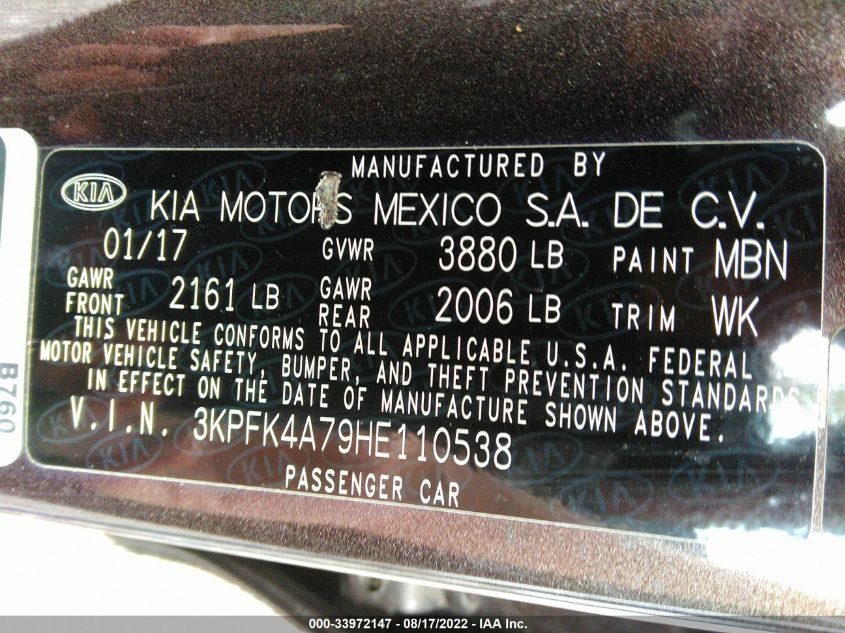 MANUFACTURED BY
KIA KIA MOTORS MEXICO S.A. DE C.V.
01/17 GVWR 3880 LB PAINT MBN
GAWR FRONT 2161 LB GAWR REAR 2006 LB TRIM WK
THIS VEHICLE CONFORMS TO ALL APPLICABLE U.S.A. FEDERAL
MOTOR VEHICLE SAFETY, BUMPER, AND THEFT PREVENTION STANDARDS
IN EFFECT ON THE DATE OF MANUFACTURE SHOWN ABOVE.
V.I.N. 3KPFK4A79HE110538
PASSENGER CAR
B760
000-33972147 - 08/17/2022 - IAA Inc.